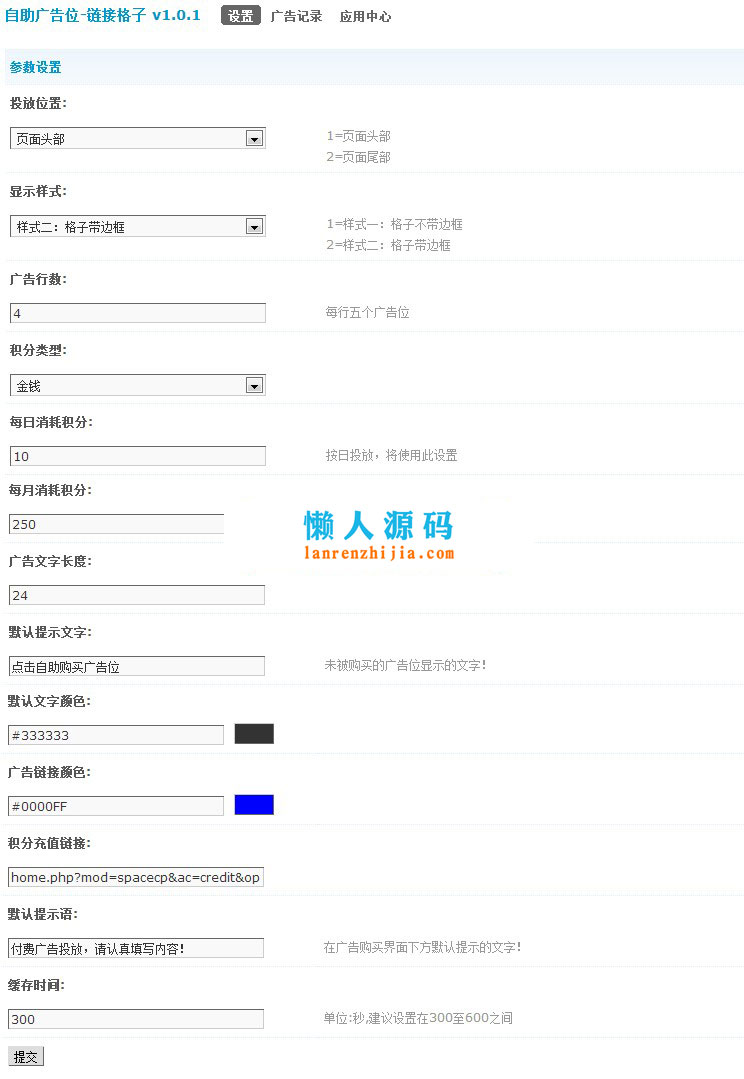 自助广告位-链接格子 v1.0.1 设置 广告记录 应用中心
参数设置
投放位置:
页面头部 1=页面头部
2=页面尾部
显示样式:
样式二：格子带边框 1=样式一：格子不带边框
2=样式二：格子带边框
广告行数:
4 每行五个广告位
积分类型:
金钱
每日消耗积分:
10 按日投放，将使用此设置
每月消耗积分:
250
懒人源码
lanrenzhijia.com
广告文字长度:
24
默认提示文字:
点击自助购买广告位 未被购买的广告位显示的文字！
默认文字颜色:
#333333
广告链接颜色:
#0000FF
积分充值链接:
home.php?mod=spacecp&ac=credit&op
默认提示语:
付费广告投放，请认真填写内容！ 在广告购买界面下方默认提示的文字！
缓存时间:
300 单位:秒,建议设置在300至600之间
提交